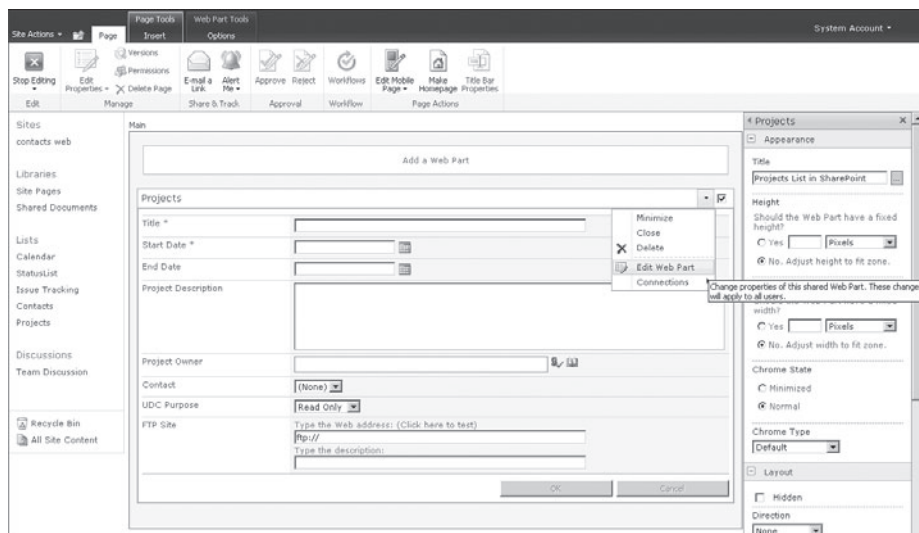 Page Tools
Web Part Tools
Site Actions
Page
Insert
Options
System Account
Stop Editing
Edit Properties
Versions
Permissions
Delete Page
E-mail a Link
Alert Me
Approve
Reject
Workflows
Edit Mobile Page
Make Homepage
Title Bar Properties
Edit
Manage
Share & Track
Approval
Workflow
Page Actions
Sites
contacts web
Libraries
Site Pages
Shared Documents
Lists
Calendar
StatusList
Issue Tracking
Contacts
Projects
Discussions
Team Discussion
Recycle Bin
All Site Content
Main
Add a Web Part
Projects
Title *
Start Date *
End Date
Project Description
Project Owner
Contact
(None)
UDC Purpose
Read Only
FTP Site
Type the Web address: (Click here to test)
ftp://
Type the description:
OK
Cancel
Minimize
Close
Delete
Edit Web Part
Connections
Change properties of this shared Web Part. These change
will apply to all users.
Projects
Appearance
Title
Projects List in SharePoint
...
Height
Should the Web Part have a fixed
height?
Yes
Pixels
No. Adjust height to fit zone.
width?
Yes
Pixels
No. Adjust width to fit zone.
Chrome State
Minimized
Normal
Chrome Type
Default
Layout
Hidden
Direction
None